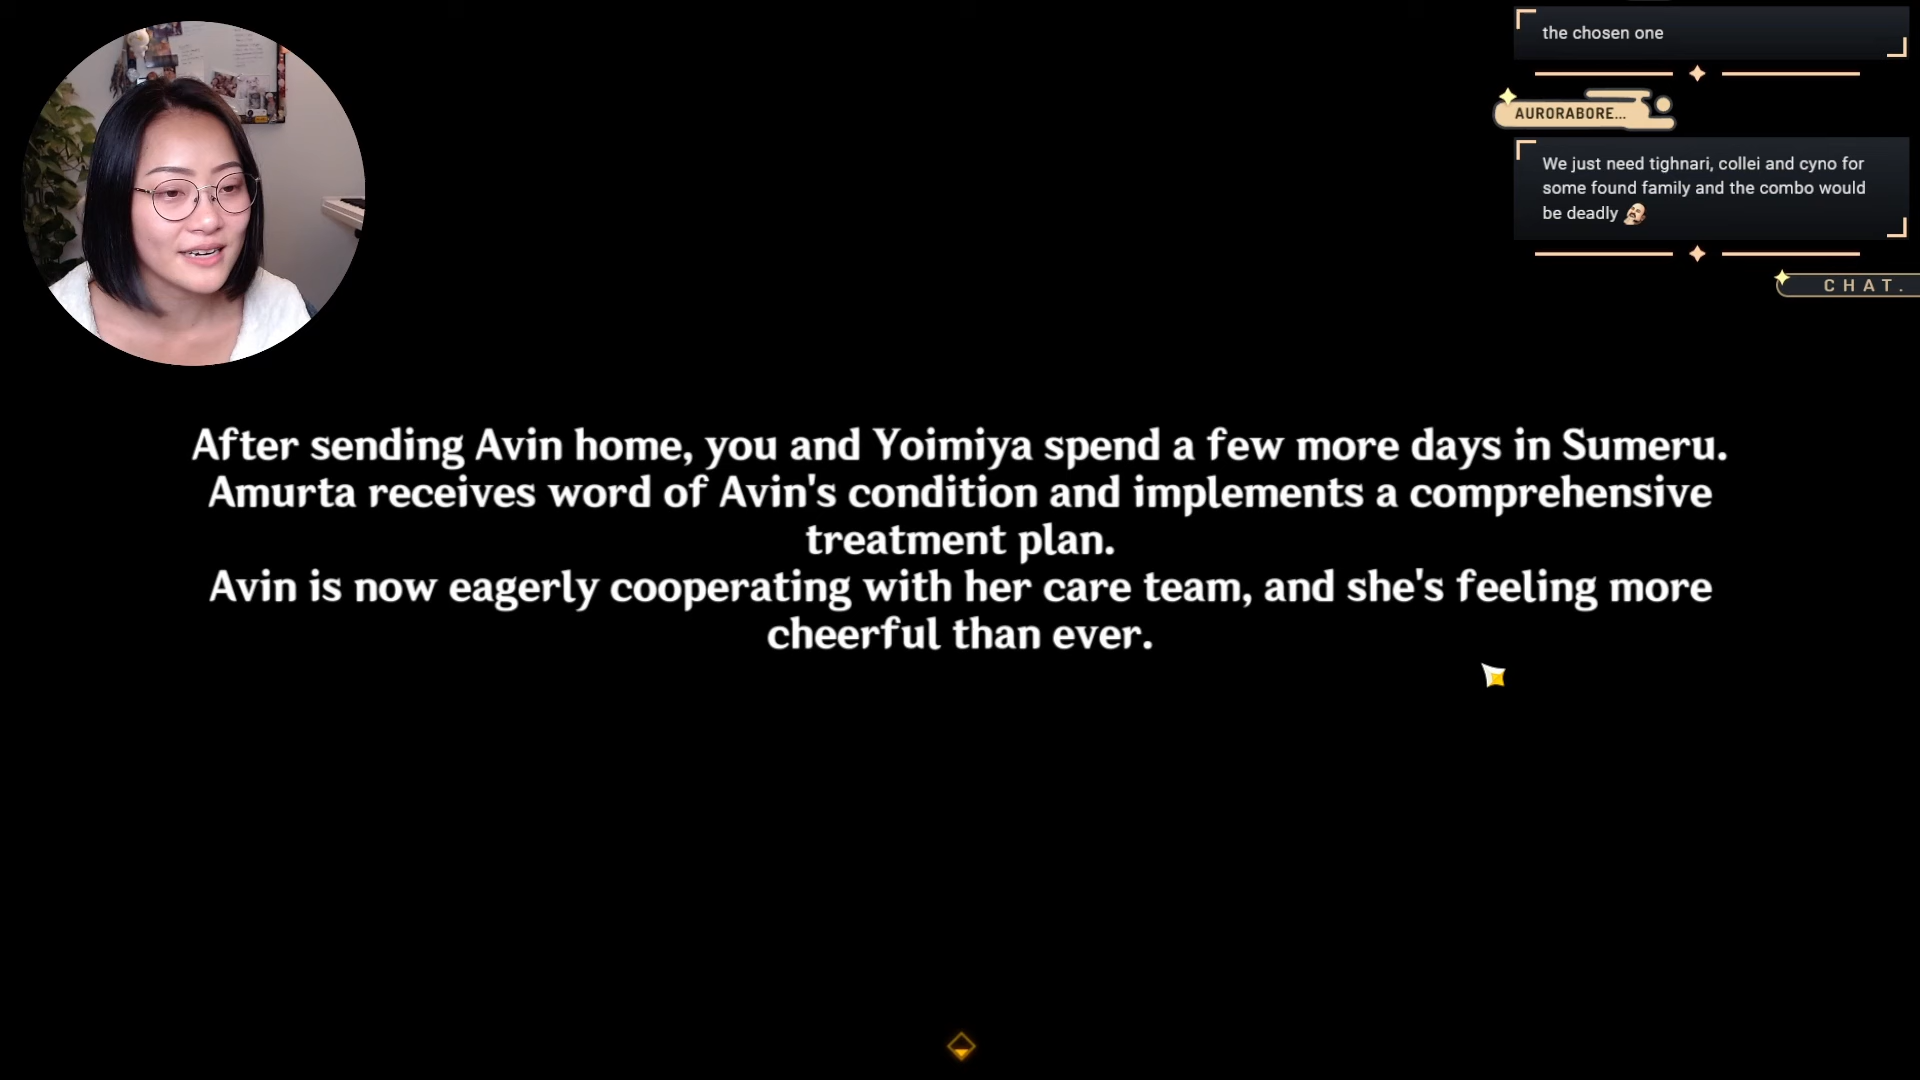 the chosen one
AURORABORE...
We just need tighnari, collei and cyno for
some found family and the combo would
be deadly
CHAT.
After sending Avin home, you and Yoimiya spend a few more days in Sumeru.
Amurta receives word of Avin's condition and implements a comprehensive
treatment plan.
Avin is now eagerly cooperating with her care team, and she's feeling more
cheerful than ever.